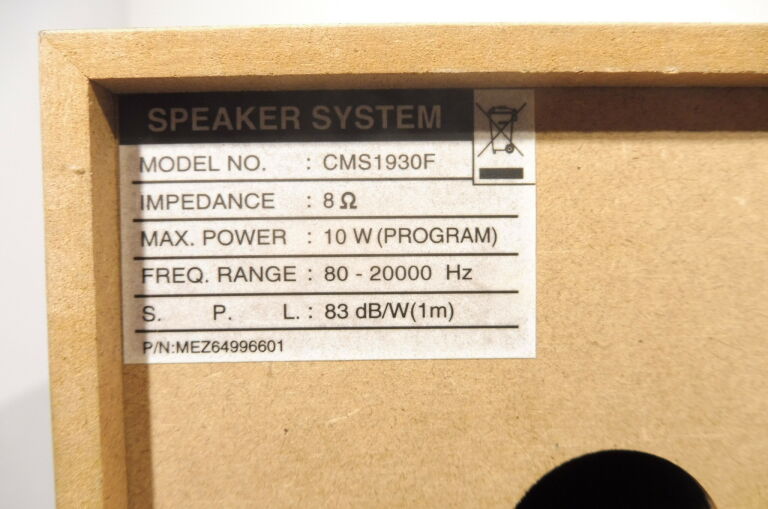 SPEAKER SYSTEM
MODEL NO. : CMS1930F
IMPEDANCE : 8 Ω
MAX. POWER : 10 W (PROGRAM)
FREQ. RANGE : 80 - 20000 Hz
S. P. L. : 83 dB/W(1m)
P/N:MEZ64996601